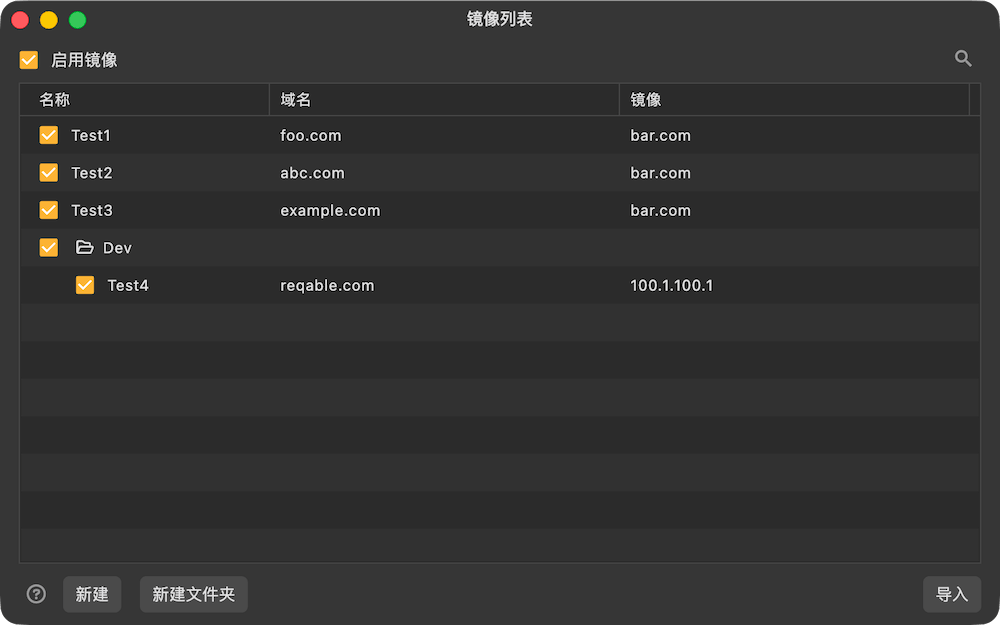 镜像列表
启用镜像
名称 域名 镜像
Test1 foo.com bar.com
Test2 abc.com bar.com
Test3 example.com bar.com
Dev
Test4 reqable.com 100.1.100.1
? 新建 新建文件夹 导入